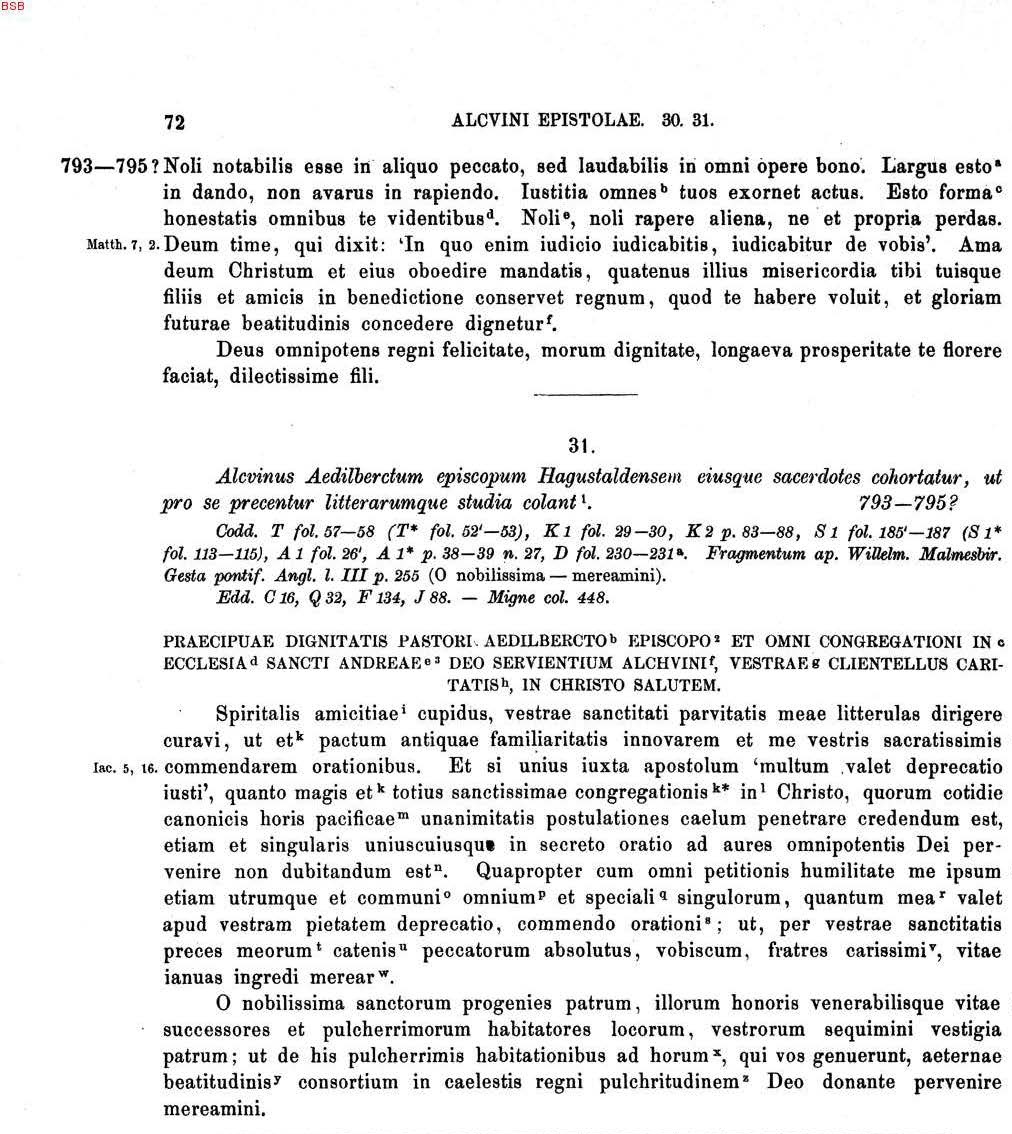 BSB
72 ALCVINI EPISTOLAE. 30. 31.
793—795? Noli notabilis esse in aliquo peccato, sed laudabilis in omni opere bono. Largus esto ᵃ
in dando, non avarus in rapiendo. Iustitia omnes ᵇ tuos exornet actus. Esto forma ᶜ
honestatis omnibus te videntibus ᵈ. Noli ᵉ, noli rapere aliena, ne et propria perdas.
Matth. 7, 2. Deum time, qui dixit: ‘In quo enim iudicio iudicabitis, iudicabitur de vobis’. Ama
deum Christum et eius oboedire mandatis, quatenus illius misericordia tibi tuisque
filiis et amicis in benedictione conservet regnum, quod te habere voluit, et gloriam
futurae beatitudinis concedere dignetur ᶠ.
Deus omnipotens regni felicitate, morum dignitate, longaeva prosperitate te florere
faciat, dilectissime fili.
31.
Alcvinus Aedilberctum episcopum Hagustaldensem eiusque sacerdotes cohortatur, ut
pro se precentur litterarumque studia colant ¹. 793—795?
Codd. T fol. 57—58 (T* fol. 52'—53), K 1 fol. 29—30, K 2 p. 83—88, S 1 fol. 185'—187 (S 1*
fol. 113—115), A 1 fol. 26', A 1* p. 38—39 n. 27, D fol. 230—231 ᵃ. Fragmentum ap. Willelm. Malmesbir.
Gesta pontif. Angl. l. III p. 255 (O nobilissima — mereamini).
Edd. C 16, Q 32, F 134, J 88. — Migne col. 448.
PRAECIPUAE DIGNITATIS PASTORI AEDILBERCTO ᵇ EPISCOPO ² ET OMNI CONGREGATIONI IN ᶜ
ECCLESIA ᵈ SANCTI ANDREAE ᵉ ³ DEO SERVIENTIUM ALCHVINI ᶠ, VESTRAE ᵍ CLIENTELLUS CARI-
TATIS ʰ, IN CHRISTO SALUTEM.
Spiritalis amicitiae ⁱ cupidus, vestrae sanctitati parvitatis meae litterulas dirigere
curavi, ut et ᵏ pactum antiquae familiaritatis innovarem et me vestris sacratissimis
Iac. 5, 16. commendarem orationibus. Et si unius iuxta apostolum ‘multum valet deprecatio
iusti’, quanto magis et ᵏ totius sanctissimae congregationis ᵏ* in ˡ Christo, quorum cotidie
canonicis horis pacificae ᵐ unanimitatis postulationes caelum penetrare credendum est,
etiam et singularis uniuscuiusque in secreto oratio ad aures omnipotentis Dei per-
venire non dubitandum est ⁿ. Quapropter cum omni petitionis humilitate me ipsum
etiam utrumque et communi ᵒ omnium ᵖ et speciali q singulorum, quantum mea ʳ valet
apud vestram pietatem deprecatio, commendo orationi ˢ; ut, per vestrae sanctitatis
preces meorum ᵗ catenis ᵘ peccatorum absolutus, vobiscum, fratres carissimi ᵛ, vitae
ianuas ingredi merear ʷ.
O nobilissima sanctorum progenies patrum, illorum honoris venerabilisque vitae
successores et pulcherrimorum habitatores locorum, vestrorum sequimini vestigia
patrum; ut de his pulcherrimis habitationibus ad horum ˣ, qui vos genuerunt, aeternae
beatitudinis ʸ consortium in caelestis regni pulchritudinem ᶻ Deo donante pervenire
mereamini.